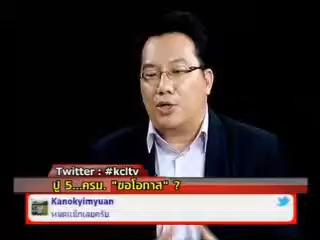 Twitter : #kcltv
ปู 5...ครม. "ขอโอกาส" ?
Kanokyimyuan